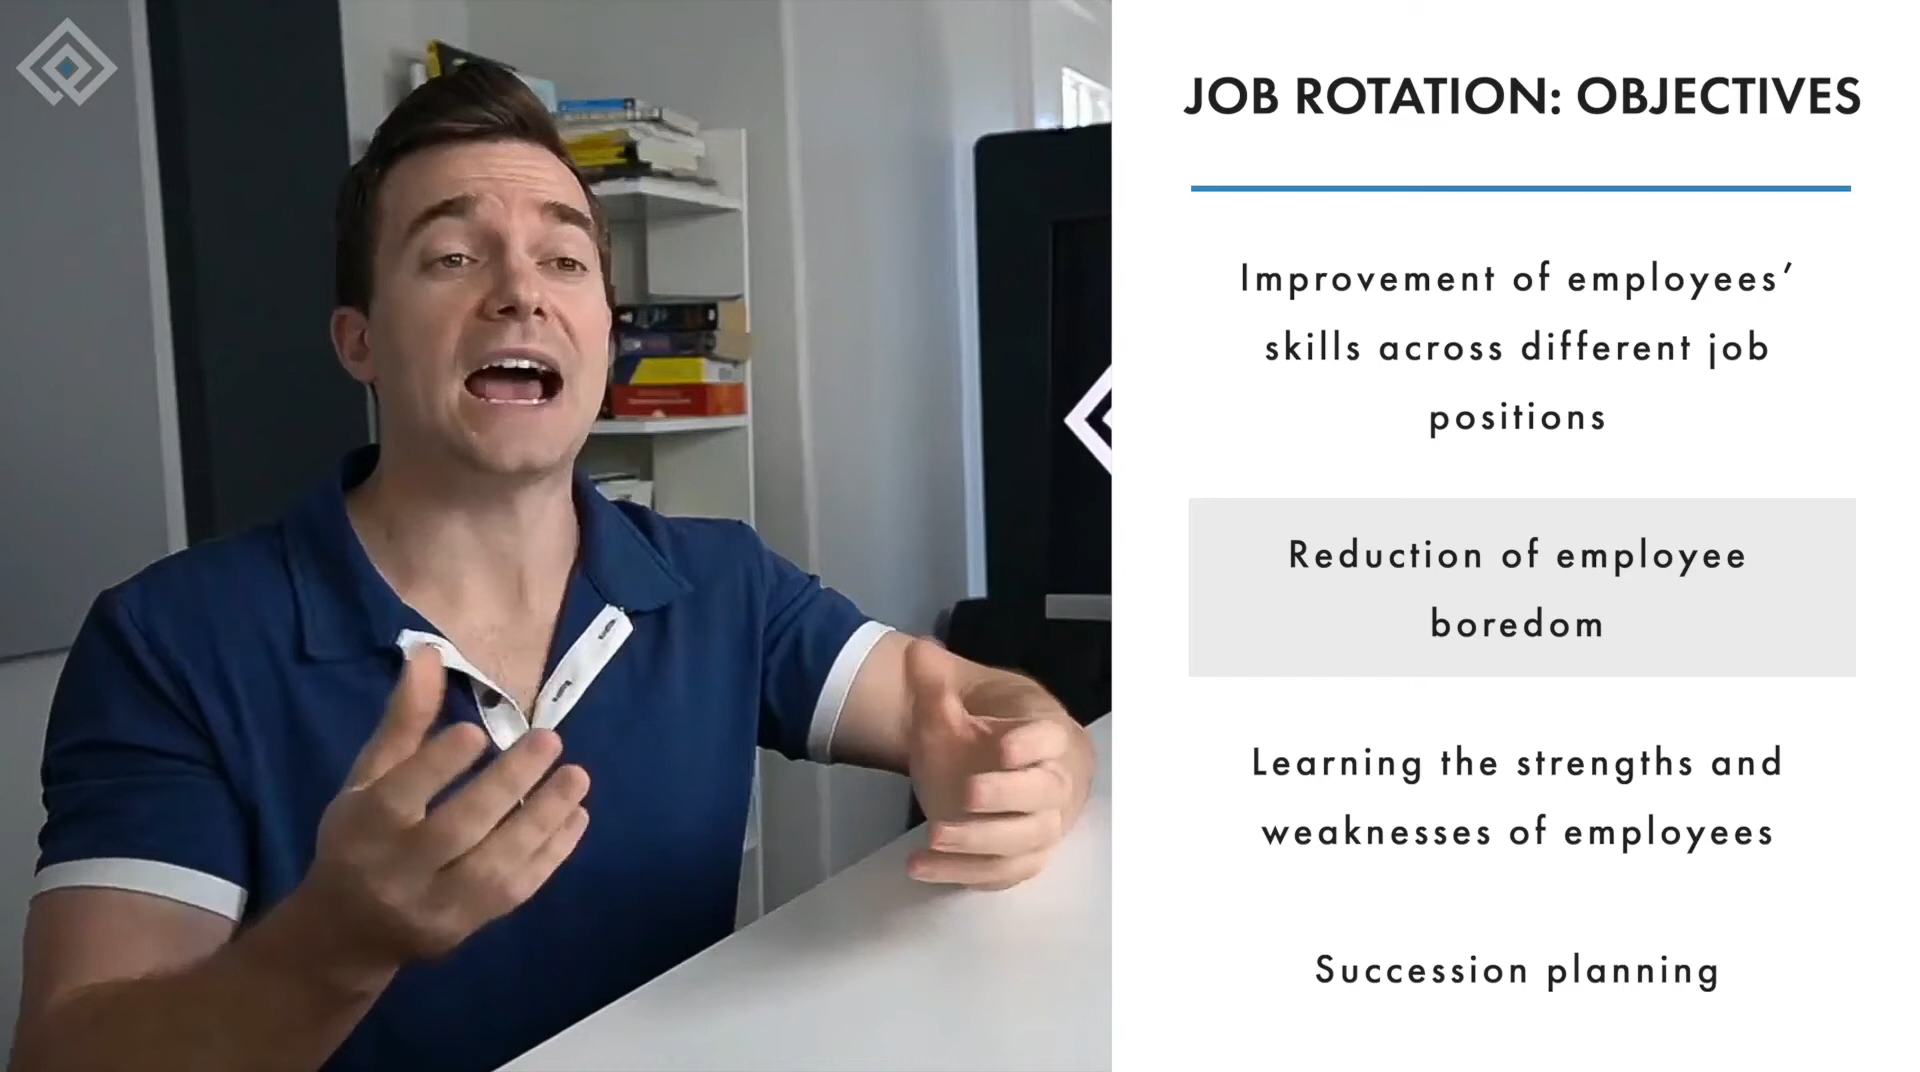 JOB ROTATION: OBJECTIVES
Improvement of employees’
skills across different job
positions
Reduction of employee
boredom
Learning the strengths and
weaknesses of employees
Succession planning